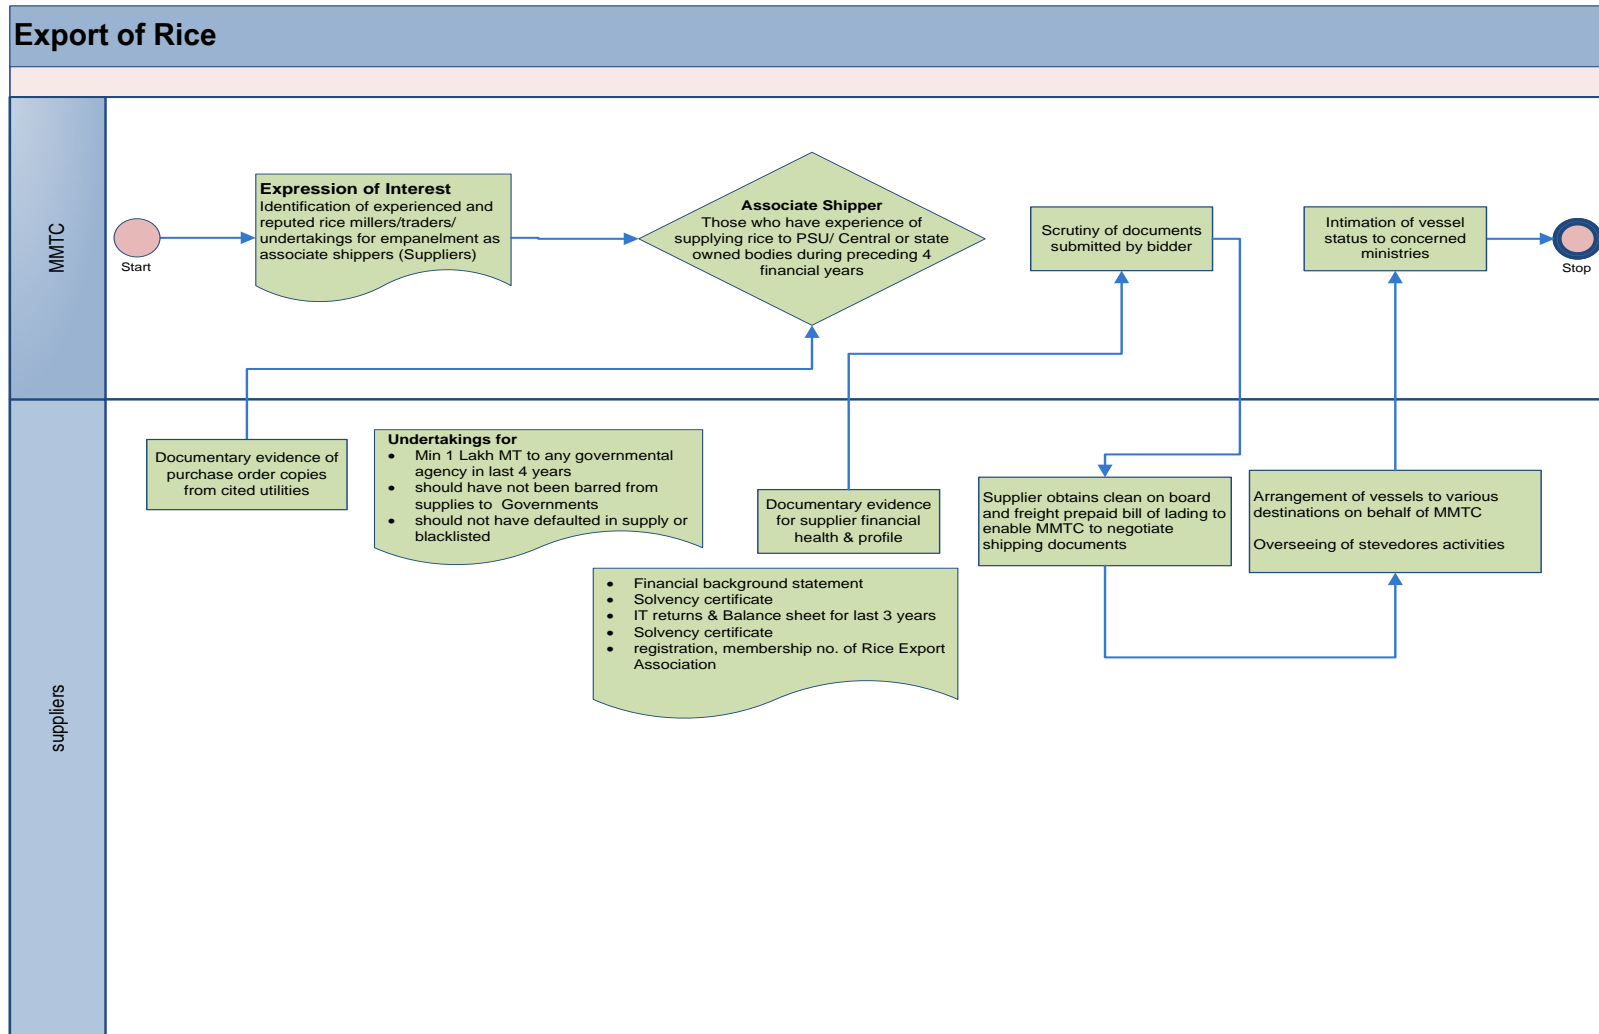 Export of Rice
MMTC
Start
Expression of Interest
Identification of experienced and
reputed rice millers/traders/
undertakings for empanelment as
associate shippers (Suppliers)
Associate Shipper
Those who have experience of
supplying rice to PSU/ Central or state
owned bodies during preceding 4
financial years
Scrutiny of documents
submitted by bidder
Intimation of vessel
status to concerned
ministries
Stop
suppliers
Documentary evidence of
purchase order copies
from cited utilities
Undertakings for
• Min 1 Lakh MT to any governmental
agency in last 4 years
• should have not been barred from
supplies to Governments
• should not have defaulted in supply or
blacklisted
Documentary evidence
for supplier financial
health & profile
• Financial background statement
• Solvency certificate
• IT returns & Balance sheet for last 3 years
• Solvency certificate
• registration, membership no. of Rice Export
Association
Supplier obtains clean on board
and freight prepaid bill of lading to
enable MMTC to negotiate
shipping documents
Arrangement of vessels to various
destinations on behalf of MMTC
Overseeing of stevedores activities